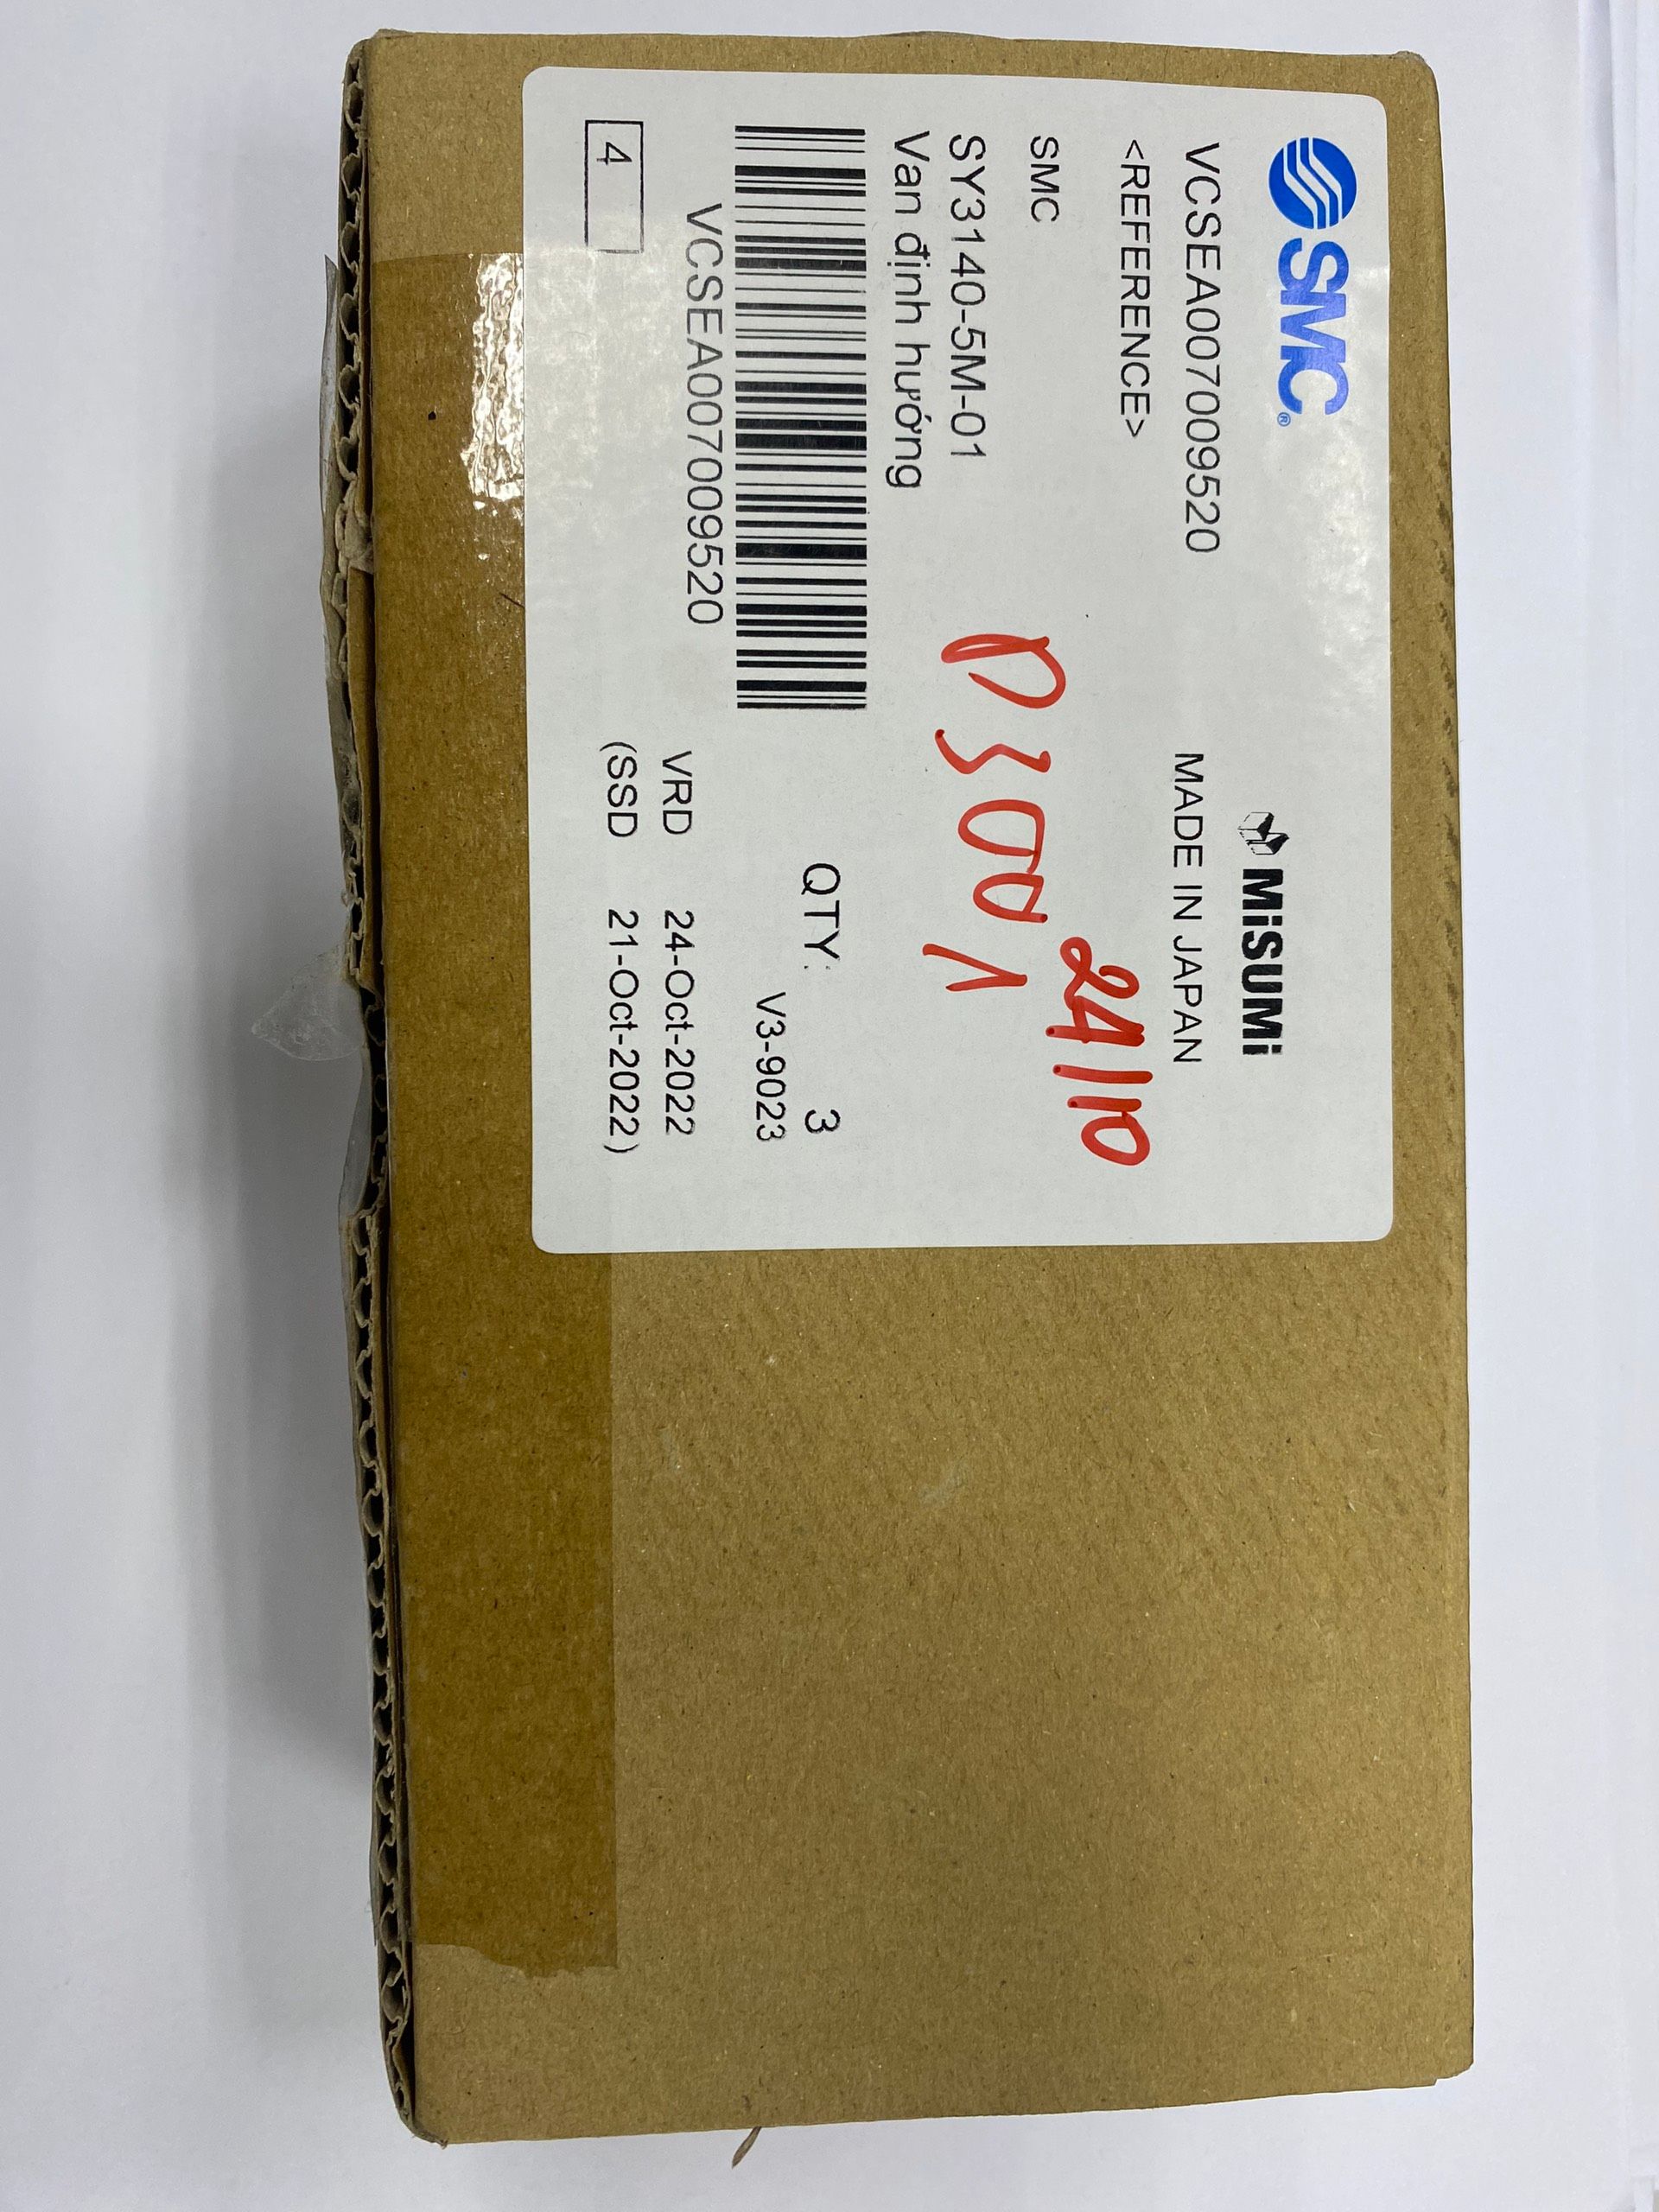 SMC®
MiSUMi
VCSEA007009520
MADE IN JAPAN
<REFERENCE>
24/10
SMC
SY3140-5M-01
Van định hướng
QTY: 3
V3-9023
VCSEA007009520
VRD 24-Oct-2022
4
(SSD 21-Oct-2022)